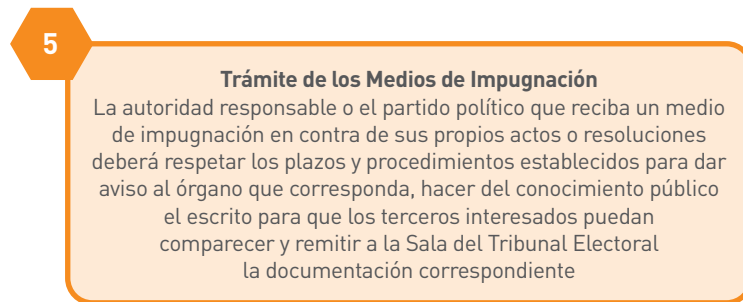 5
Trámite de los Medios de Impugnación
La autoridad responsable o el partido político que reciba un medio
de impugnación en contra de sus propios actos o resoluciones
deberá respetar los plazos y procedimientos establecidos para dar
aviso al órgano que corresponda, hacer del conocimiento público
el escrito para que los terceros interesados puedan
comparecer y remitir a la Sala del Tribunal Electoral
la documentación correspondiente